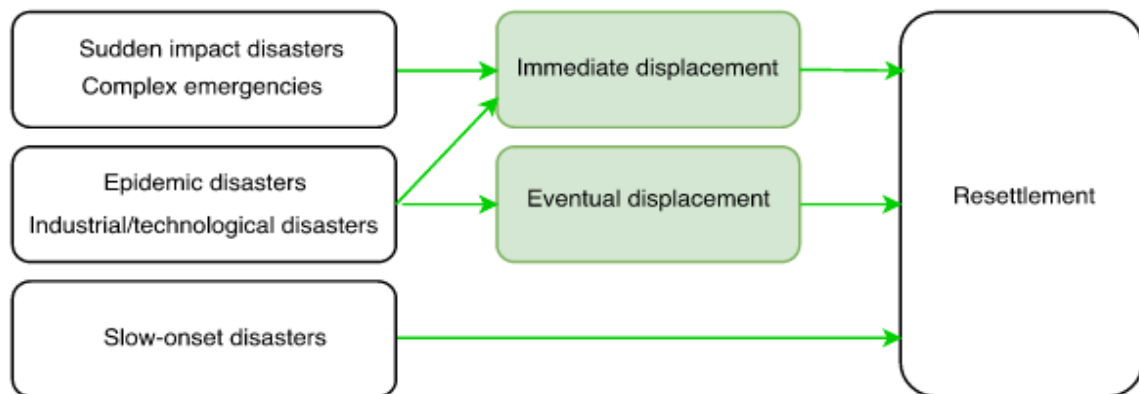 Sudden impact disasters
Complex emergencies
Immediate displacement
Epidemic disasters
Industrial/technological disasters
Eventual displacement
Resettlement
Slow-onset disasters